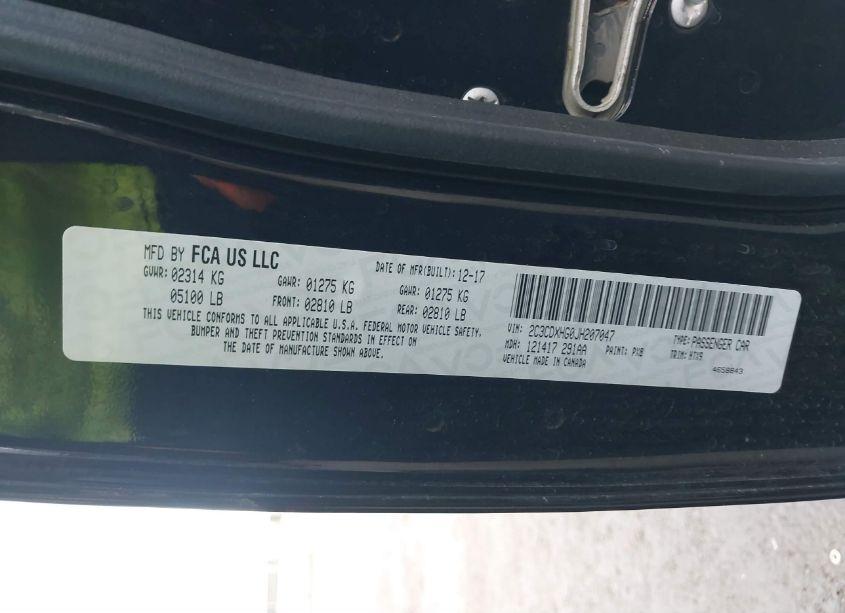 MFD BY FCA US LLC DATE OF MFR(BUILT): 12-17
GVWR: 02314 KG GAWR: 01275 KG GAWR: 01275 KG
05100 LB FRONT: 02810 LB REAR: 02810 LB
THIS VEHICLE CONFORMS TO ALL APPLICABLE U.S.A. FEDERAL MOTOR VEHICLE SAFETY,
BUMPER AND THEFT PREVENTION STANDARDS IN EFFECT ON
THE DATE OF MANUFACTURE SHOWN ABOVE.
VIN: 2C3CDXHG0JH207047 TYPE: PASSENGER CAR
MDH: 121417 291AA PAINT: PX8 TRIM: H7X9
VEHICLE MADE IN CANADA 4658843